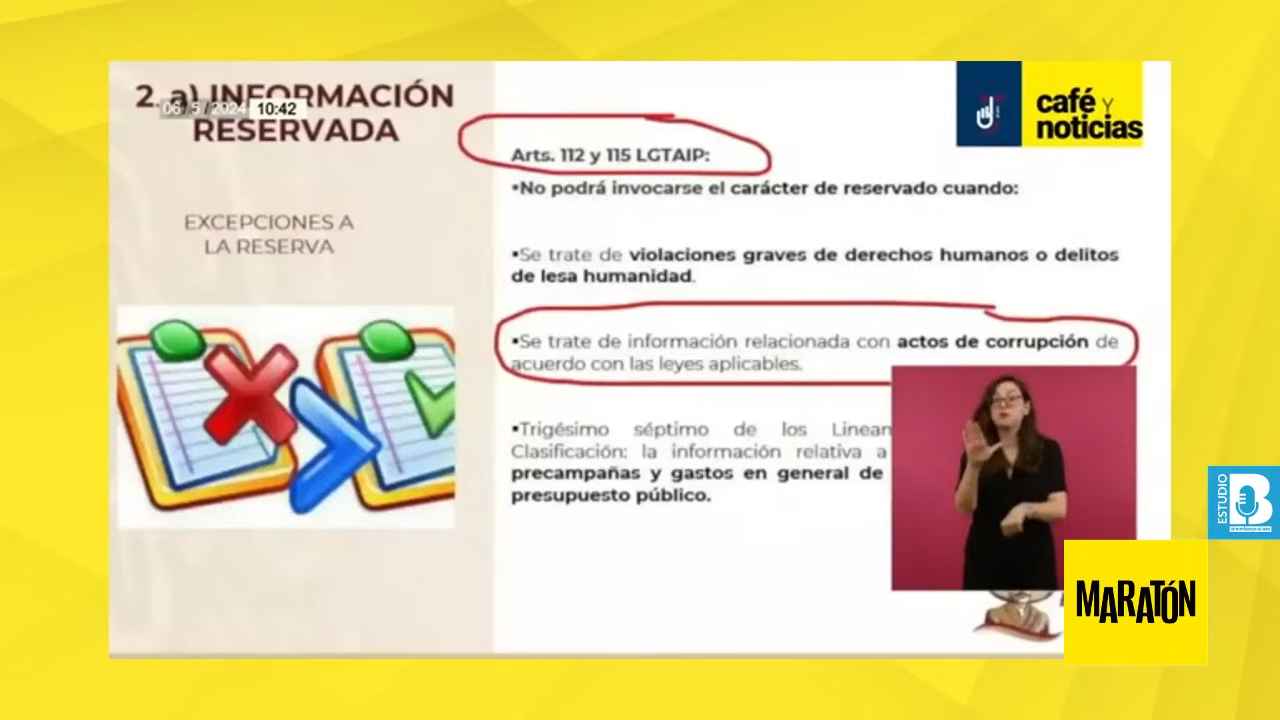 2. a) INFORMACIÓN
RESERVADA
06/5/2024 10:42
EXCEPCIONES A
LA RESERVA
café Y
noticias
Arts. 112 y 115 LGTAIP:
▪No podrá invocarse el carácter de reservado cuando:
▪Se trate de violaciones graves de derechos humanos o delitos
de lesa humanidad.
▪Se trate de información relacionada con actos de corrupción de
acuerdo con las leyes aplicables.
▪Trigésimo séptimo de los Linean
Clasificación: la información relativa a
precampañas y gastos en general de
presupuesto público.
ESTUDIO
B
MARATÓN